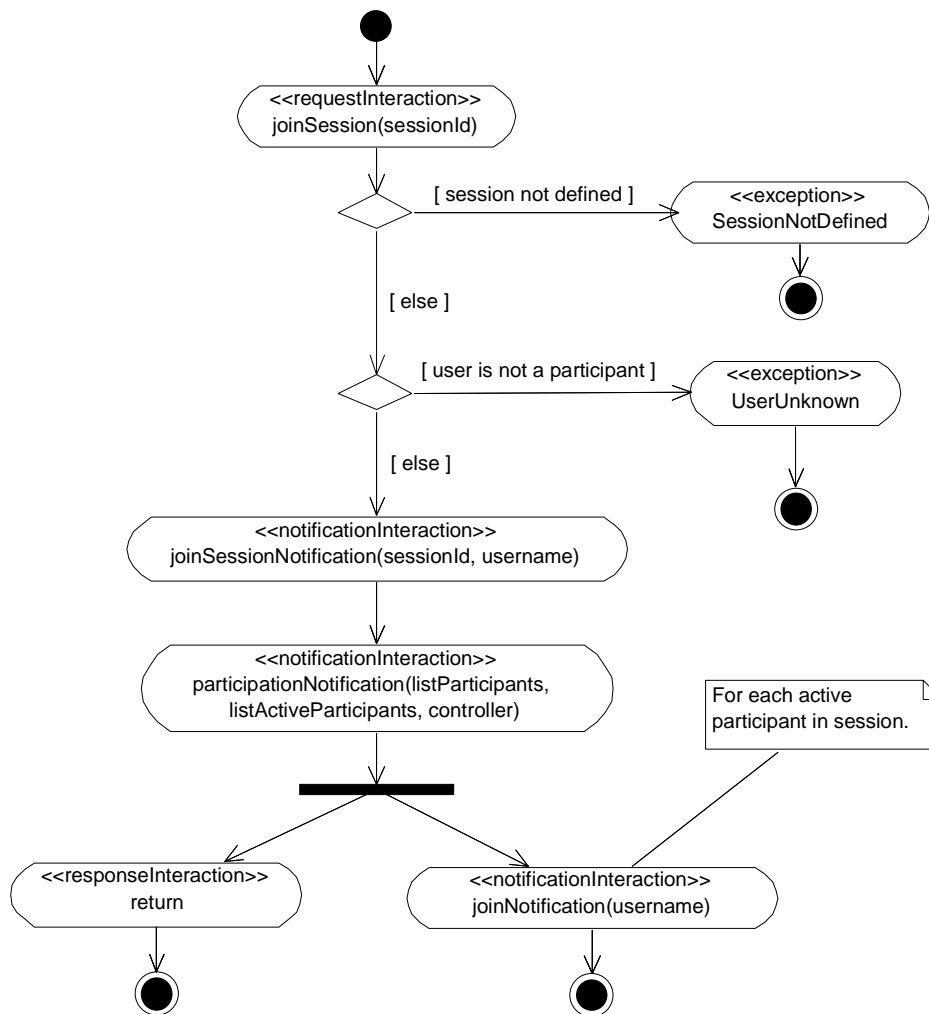 <<requestInteraction>>
joinSession(sessionId)
[ session not defined ]
<<exception>>
SessionNotDefined
[ else ]
[ user is not a participant ]
<<exception>>
UserUnknown
[ else ]
<<notificationInteraction>>
joinSessionNotification(sessionId, username)
<<notificationInteraction>>
participationNotification(listParticipants,
listActiveParticipants, controller)
For each active
participant in session.
<<responseInteraction>>
return
<<notificationInteraction>>
joinNotification(username)